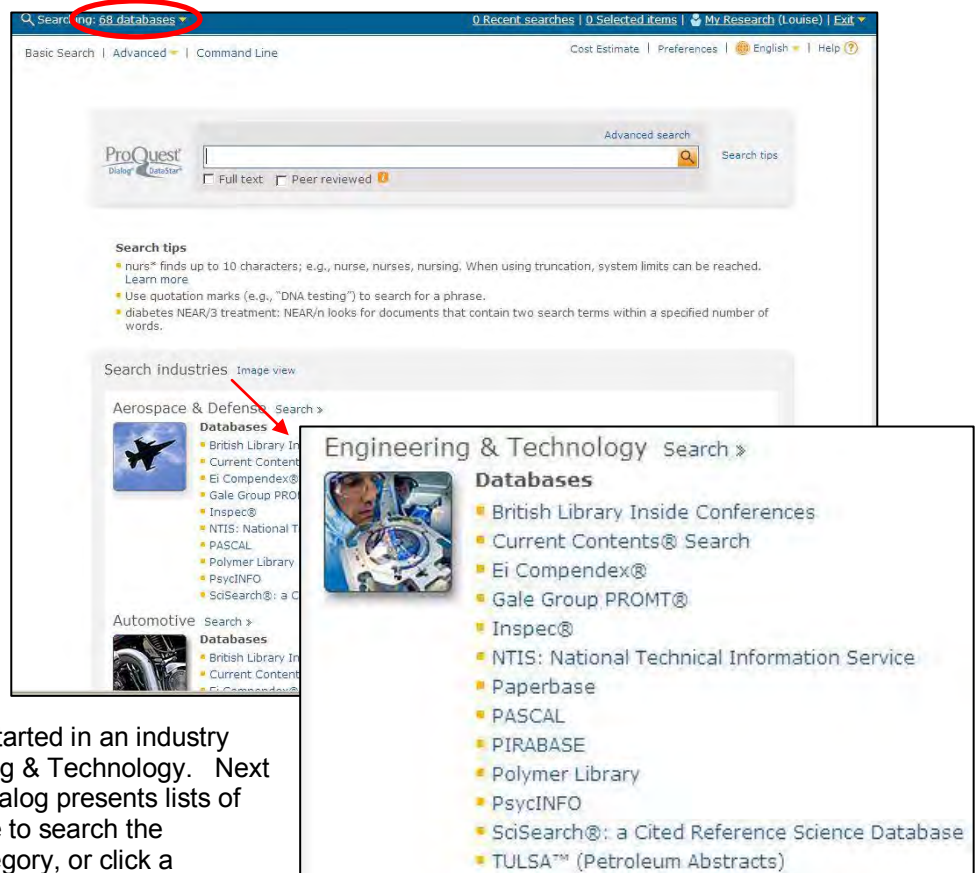 Searching: 68 databases
0 Recent searches | 0 Selected items | My Research (Louise) | Exit
Basic Search | Advanced | Command Line
Cost Estimate | Preferences | English | Help ?
Advanced search
ProQuest
Dialog DataStar
Search tips
Full text Peer reviewed i
Search tips
nurs* finds up to 10 characters; e.g., nurse, nurses, nursing. When using truncation, system limits can be reached.
Learn more
Use quotation marks (e.g., "DNA testing") to search for a phrase.
diabetes NEAR/3 treatment: NEAR/n looks for documents that contain two search terms within a specified number of
words.
Search industries Image view
Aerospace & Defense Search »
Databases
British Library In
Current Content
Ei Compendex®
Gale Group PRO
Inspec®
NTIS: National T
PASCAL
Polymer Library
PsycINFO
SciSearch®: a C
Automotive Search »
Databases
British Library In
Current Content
Ei Compendex®
Engineering & Technology Search »
Databases
British Library Inside Conferences
Current Contents® Search
Ei Compendex®
Gale Group PROMT®
Inspec®
NTIS: National Technical Information Service
Paperbase
PASCAL
PIRABASE
Polymer Library
PsycINFO
SciSearch®: a Cited Reference Science Database
TULSA™ (Petroleum Abstracts)
tarted in an industry
g & Technology. Next
alog presents lists of
e to search the
egory, or click a